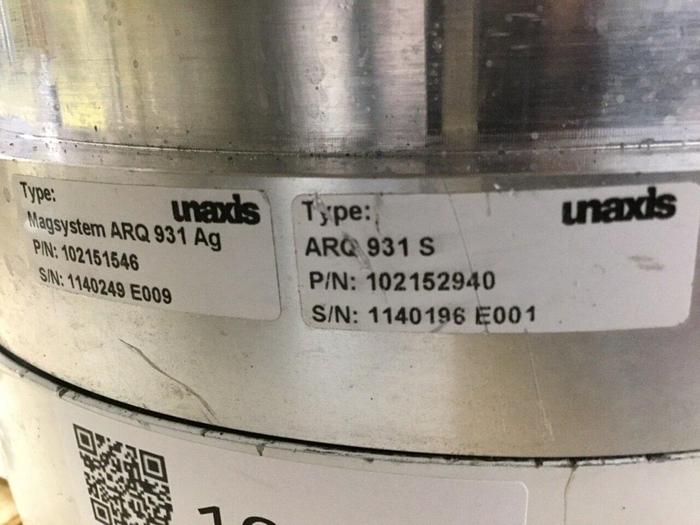 Type:
unaxis
Magsystem ARQ 931 Ag
P/N: 102151546
S/N: 1140249 E009
Type:
unaxis
ARQ 931 S
P/N: 102152940
S/N: 1140196 E001